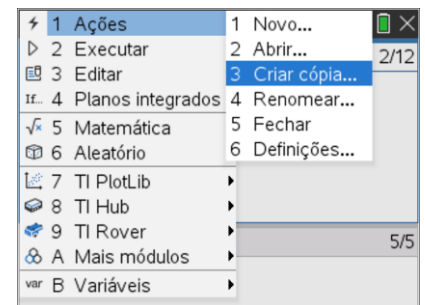 1 Ações
2 Executar
3 Editar
If... 4 Planos integrados
5 Matemática
6 Aleatório
7 TI PlotLib
8 TI Hub
9 TI Rover
A Mais módulos
var B Variáveis
1 Novo...
2 Abrir...
3 Criar cópia...
4 Renomear...
5 Fechar
6 Definições...
2/12
5/5